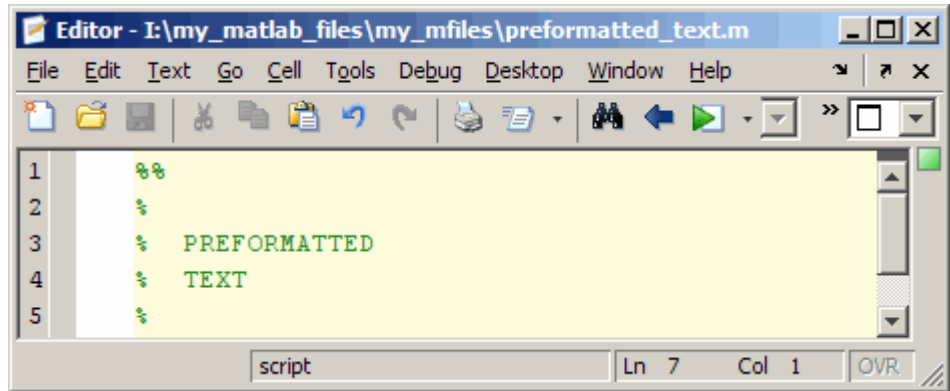 Editor - I:\my_matlab_files\my_mfiles\preformatted_text.m
File Edit Text Go Cell Tools Debug Desktop Window Help
1 %%
2 %
3 % PREFORMATTED
4 % TEXT
5 %
script Ln 7 Col 1 OVR